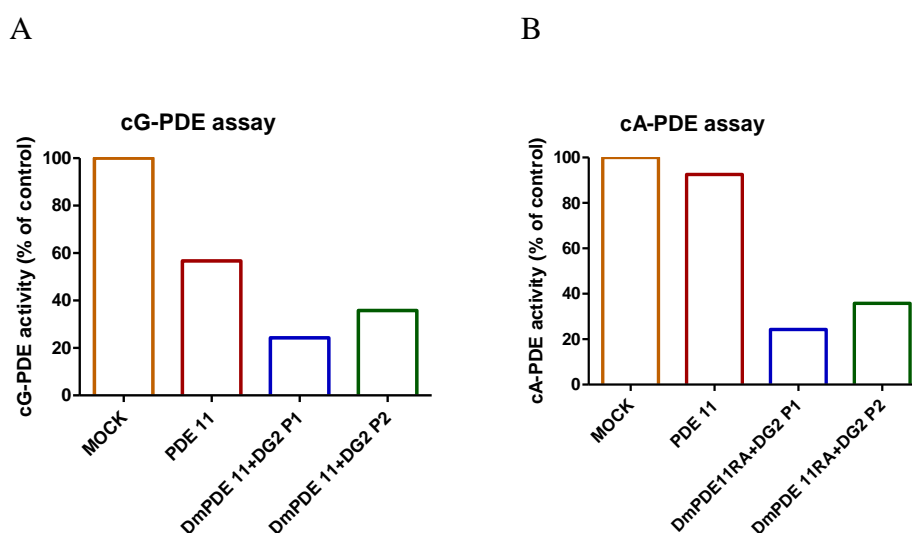 A
cG-PDE assay
cG-PDE activity (% of control)
100
80
60
40
20
0
MOCK
PDE 11
DmPDE 11+DG2 P1
DmPDE 11+DG2 P2
B
cA-PDE assay
cA-PDE activity (% of control)
100
80
60
40
20
0
MOCK
PDE 11
DmPDE11RA+DG2 P1
DmPDE 11RA+DG2 P2